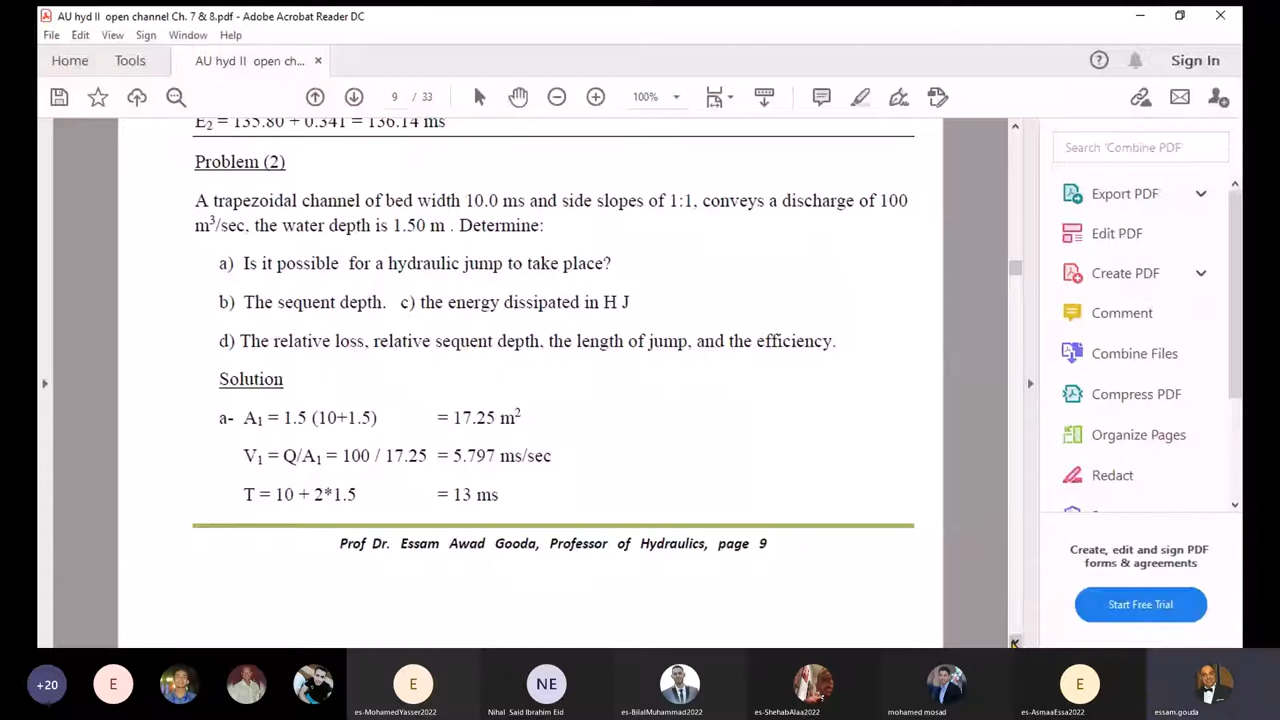 AU hyd II  open channel Ch. 7 & 8.pdf - Adobe Acrobat Reader DC
File Edit View Sign Window Help
Home Tools AU hyd II open ch... × Sign In
9 / 33 100%
E2 = 135.80 + 0.341 = 136.14 ms
Problem (2)
A trapezoidal channel of bed width 10.0 ms and side slopes of 1:1, conveys a discharge of 100
m³/sec, the water depth is 1.50 m . Determine:
a) Is it possible for a hydraulic jump to take place?
b) The sequent depth. c) the energy dissipated in H J
d) The relative loss, relative sequent depth, the length of jump, and the efficiency.
Solution
a- A1 = 1.5 (10+1.5) = 17.25 m²
V1 = Q/A1 = 100 / 17.25 = 5.797 ms/sec
T = 10 + 2*1.5 = 13 ms
Prof Dr. Essam Awad Gooda, Professor of Hydraulics, page 9
Search 'Combine PDF'
Export PDF
Edit PDF
Create PDF
Comment
Combine Files
Compress PDF
Organize Pages
Redact
Create, edit and sign PDF
forms & agreements
Start Free Trial
+20 E E NE E
es-MohamedYasser2022 Nihal Said Ibrahim Eid es-BilalMuhammad2022 es-ShehabAlaa2022 mohamed mosad es-AsmaaEssa2022 essam.gouda